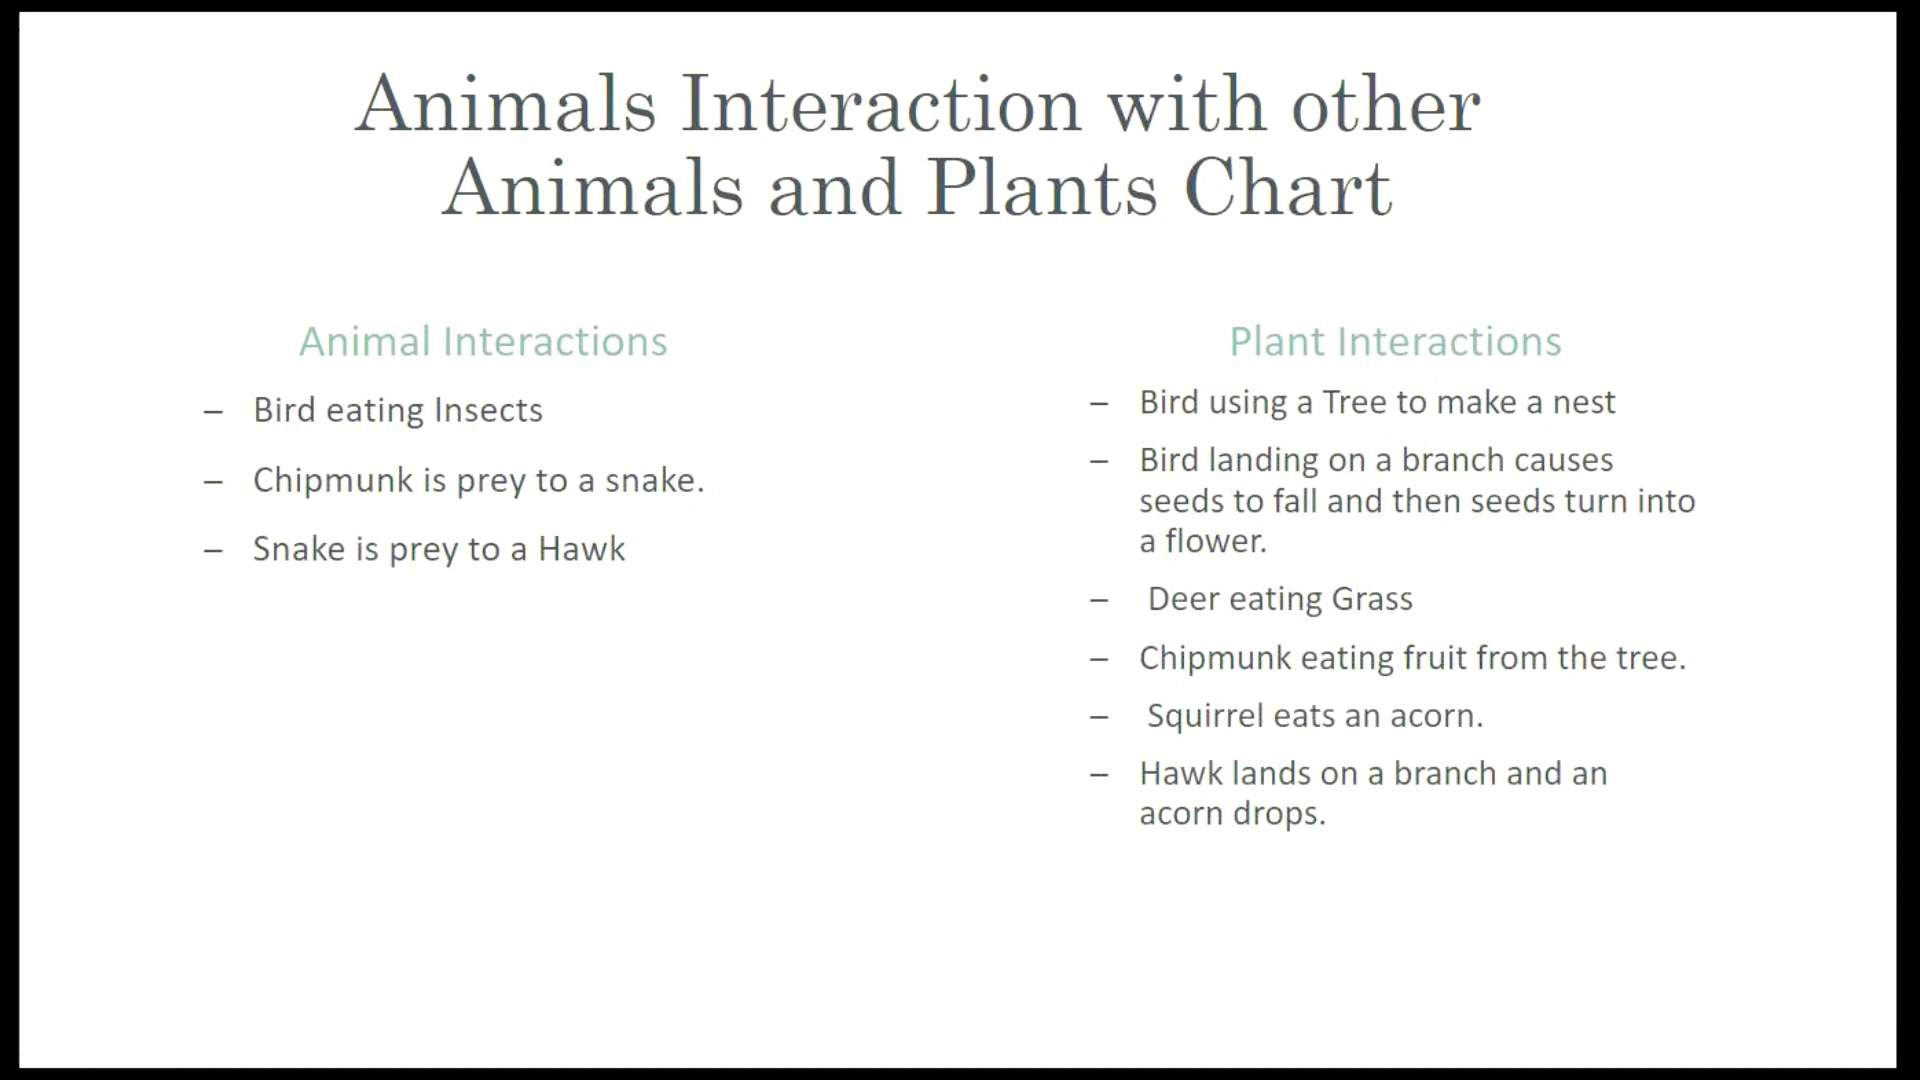 Animals Interaction with other
Animals and Plants Chart
Animal Interactions
– Bird eating Insects
– Chipmunk is prey to a snake.
– Snake is prey to a Hawk
Plant Interactions
– Bird using a Tree to make a nest
– Bird landing on a branch causes
seeds to fall and then seeds turn into
a flower.
– Deer eating Grass
– Chipmunk eating fruit from the tree.
– Squirrel eats an acorn.
– Hawk lands on a branch and an
acorn drops.